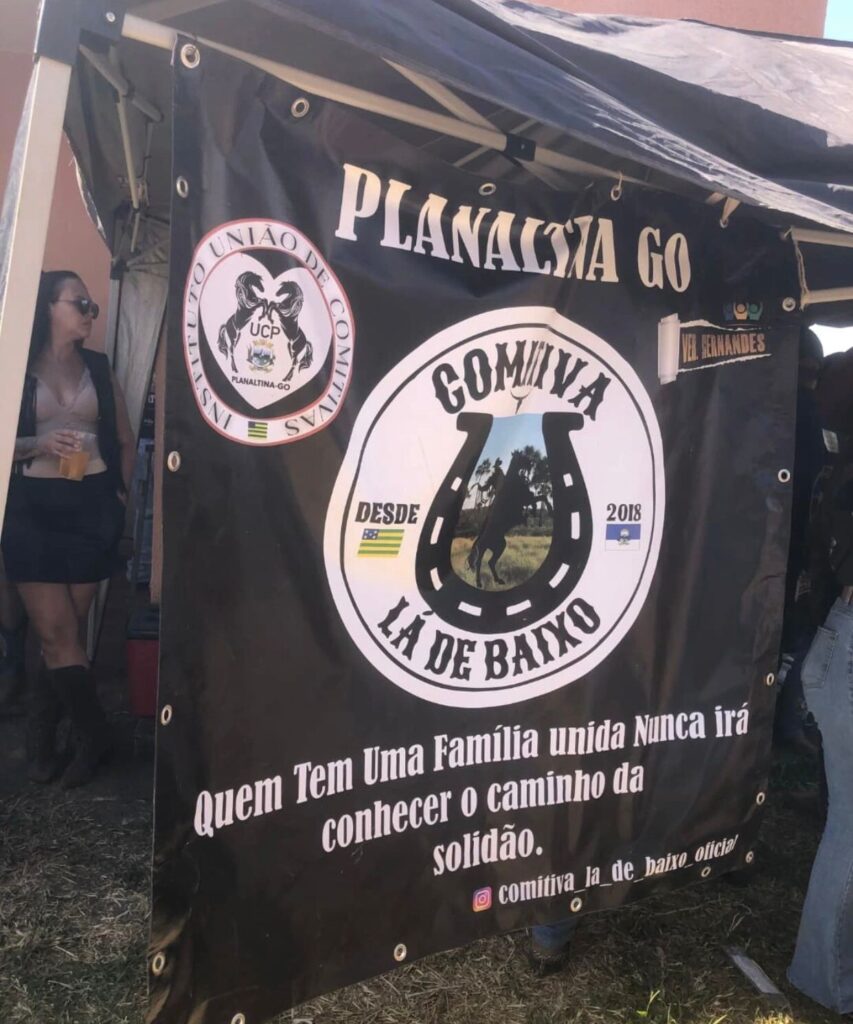 PLANALTINA GO
INSTITUTO UNIÃO DE COMITIVAS
UCP
PLANALTINA-GO
VER. HERNANDES
COMITIVA
DESDE
2018
LÁ DE BAIXO
Quem Tem Uma Família unida Nunca irá
conhecer o caminho da
solidão.
comitiva_la_de_baixo_oficial